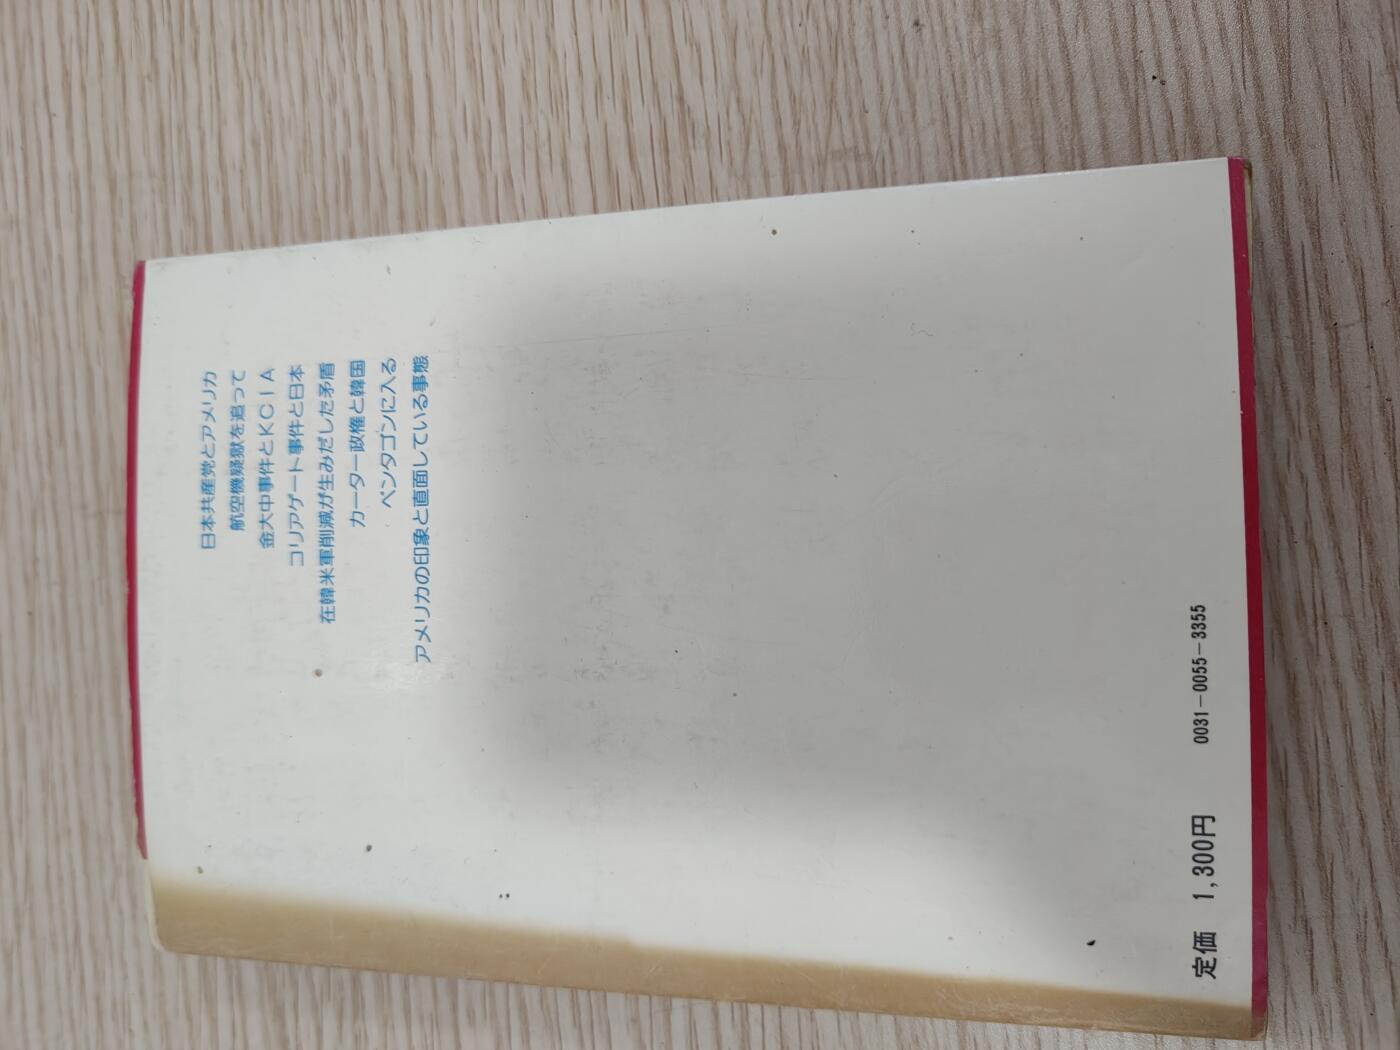 日本共産党とアメリカ
航空機疑獄を追って
金大中事件とKCIA
コリアゲート事件と日本
在韓米軍削減が生みだした矛盾
カーター政権と韓国
ペンタゴンに入る
アメリカの印象と直面している事態
0031-0055-3355
定価 1,300円